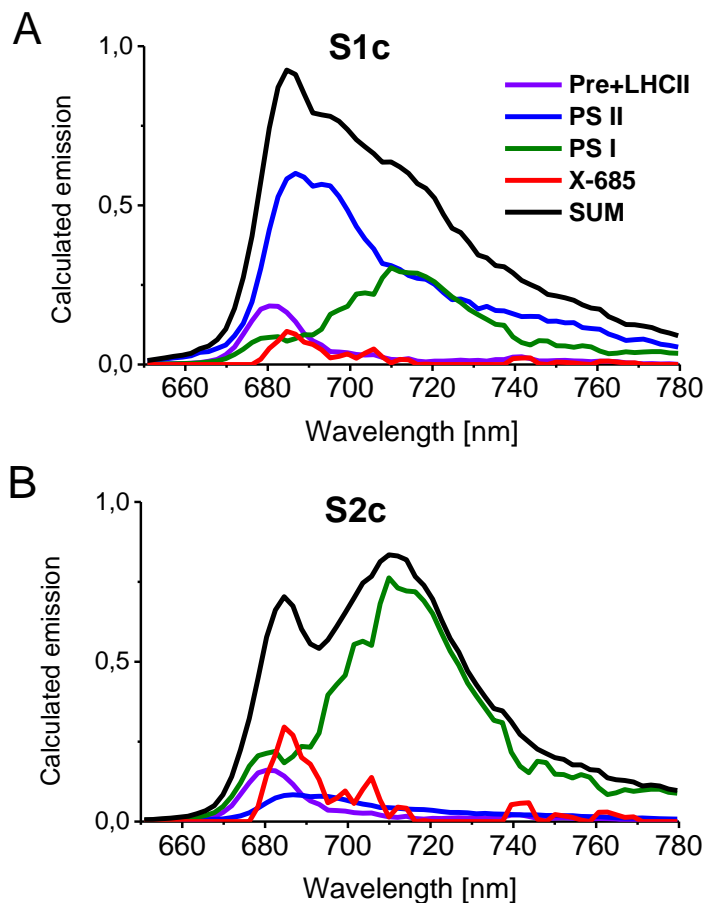 A
S1c
1,0
0,5
0,0
Calculated emission
Pre+LHCII
PS II
PS I
X-685
SUM
660 680 700 720 740 760 780
Wavelength [nm]
B
S2c
1,0
0,5
0,0
Calculated emission
660 680 700 720 740 760 780
Wavelength [nm]